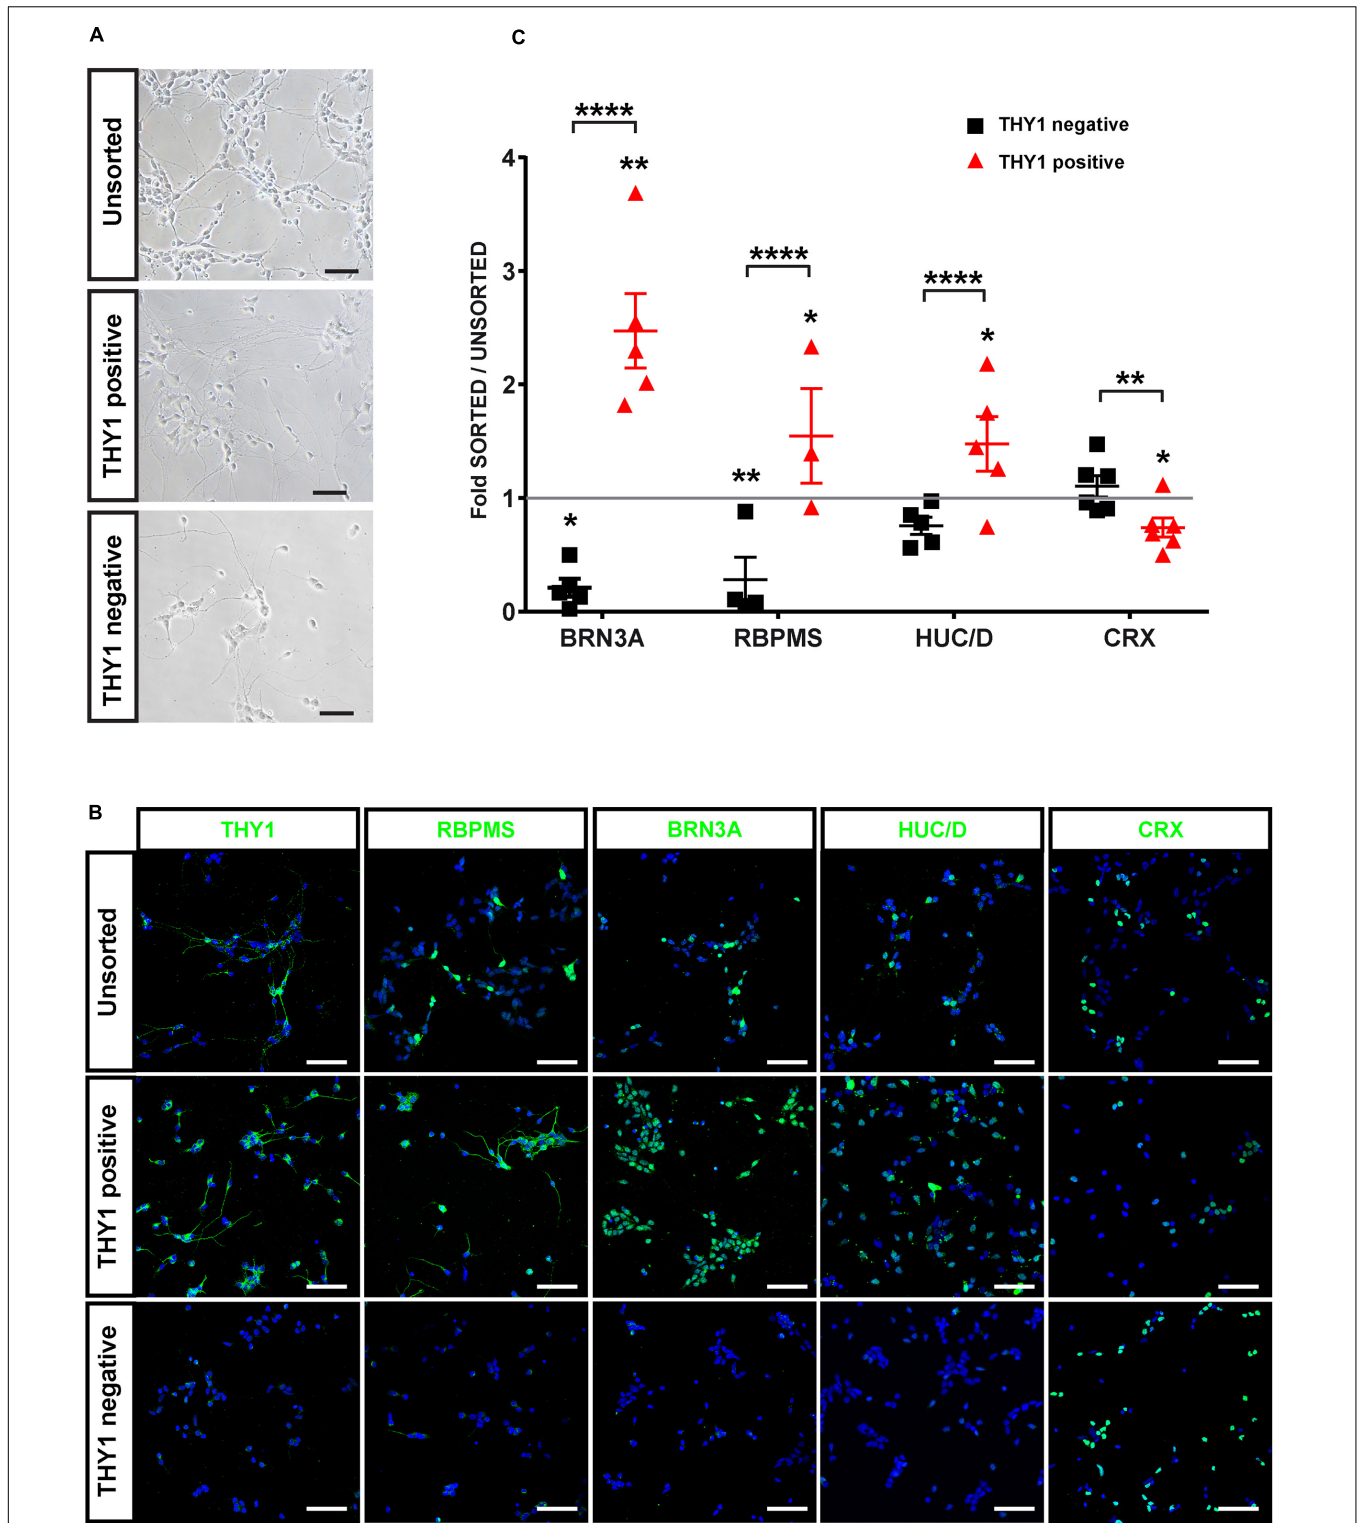 A
Unsorted
THY1 positive
THY1 negative
C
****
**
****
*
****
*
**
*
**
*
THY1 negative
THY1 positive
Fold SORTED / UNSORTED
4
3
2
1
0
BRN3A
RBPMS
HUC/D
CRX
B
THY1
RBPMS
BRN3A
HUC/D
CRX
Unsorted
THY1 positive
THY1 negative